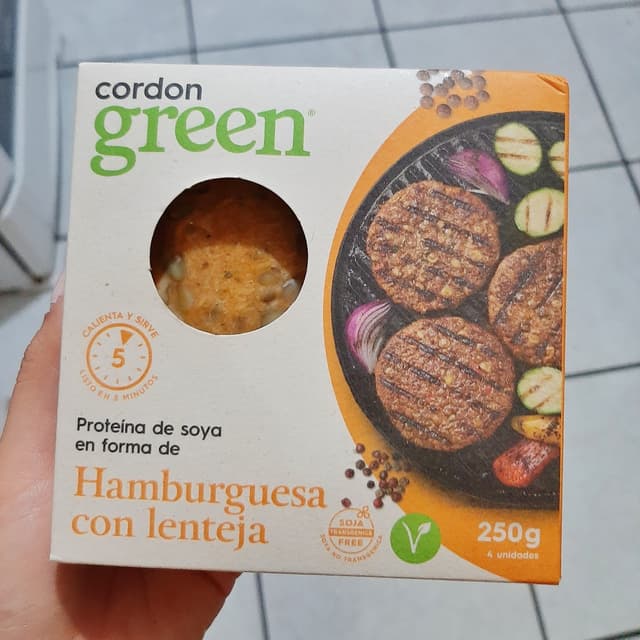 cordon
green®
CALIENTA Y SIRVE
5
LISTO EN 5 MINUTOS
Proteína de soya
en forma de
Hamburguesa
con lenteja
SOJA
TRANSGENICA
FREE
SOYA NO TRANSGÉNICA
V
250g
4 unidades